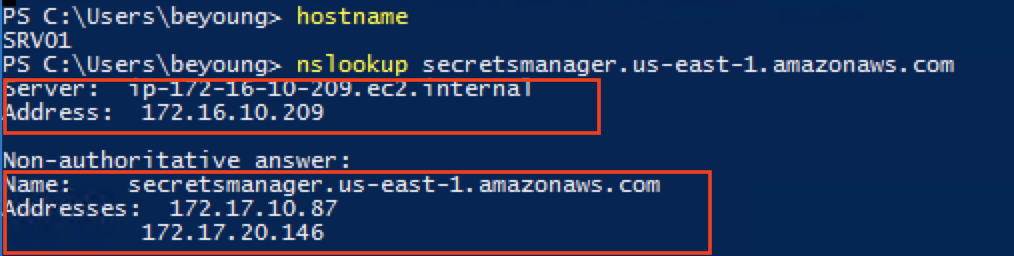 PS C:\Users\beyoung> hostname
SRV01
PS C:\Users\beyoung> nslookup secretsmanager.us-east-1.amazonaws.com
Server:  ip-172-16-10-209.ec2.internal
Address:  172.16.10.209
Non-authoritative answer:
Name:    secretsmanager.us-east-1.amazonaws.com
Addresses:  172.17.10.87
172.17.20.146